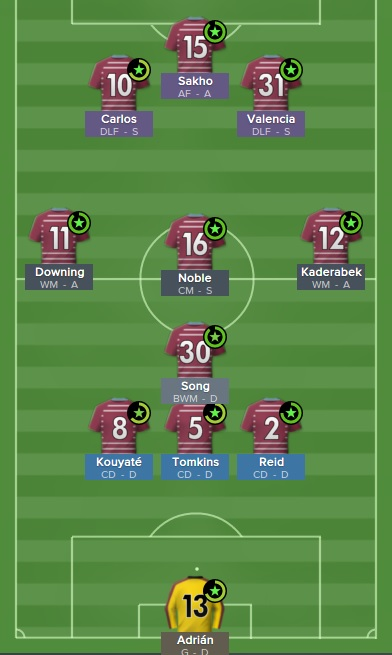 15
Sakho
AF - A
10
31
Carlos
Valencia
DLF - S
DLF - S
11
16
12
Downing
Noble
Kaderabek
WM - A
CM - S
WM - A
30
Song
BWM - D
8
5
2
Kouyaté
Tomkins
Reid
CD - D
CD - D
CD - D
13
Adrián
G - D